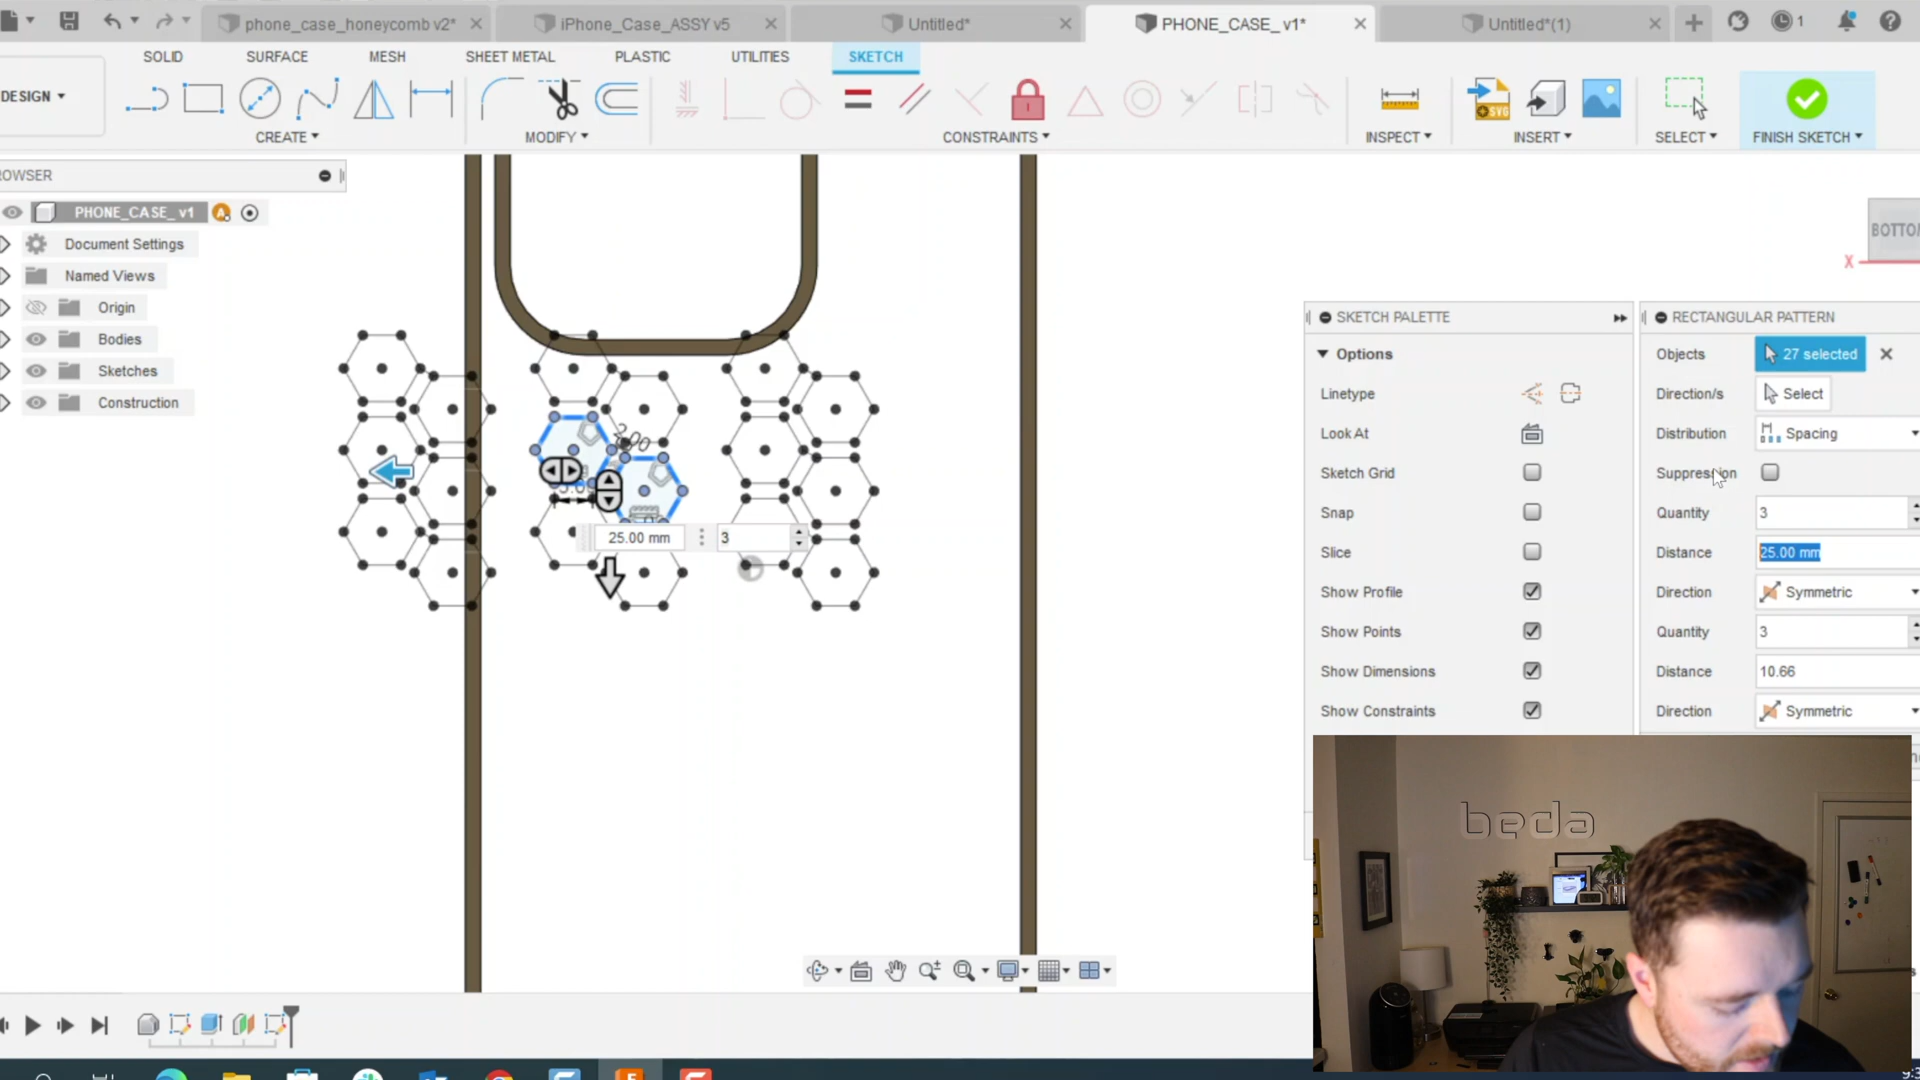 phone_case_honeycomb v2*
iPhone_Case_ASSY v5
Untitled*
PHONE_CASE_v1*
Untitled*(1)
1
SOLID
SURFACE
MESH
SHEET METAL
PLASTIC
UTILITIES
SKETCH
DESIGN
CREATE
MODIFY
CONSTRAINTS
INSPECT
SVG
INSERT
SELECT
FINISH SKETCH
OWSER
PHONE_CASE_v1
A
Document Settings
Named Views
Origin
Bodies
Sketches
Construction
BOTTO
X
2.00
25.00 mm
3
SKETCH PALETTE
Options
Linetype
Look At
Sketch Grid
Snap
Slice
Show Profile
Show Points
Show Dimensions
Show Constraints
RECTANGULAR PATTERN
Objects
27 selected
Direction/s
Select
Distribution
Spacing
Suppression
Quantity
3
Distance
25.00 mm
Direction
Symmetric
Quantity
3
Distance
10.66
Direction
Symmetric
beda